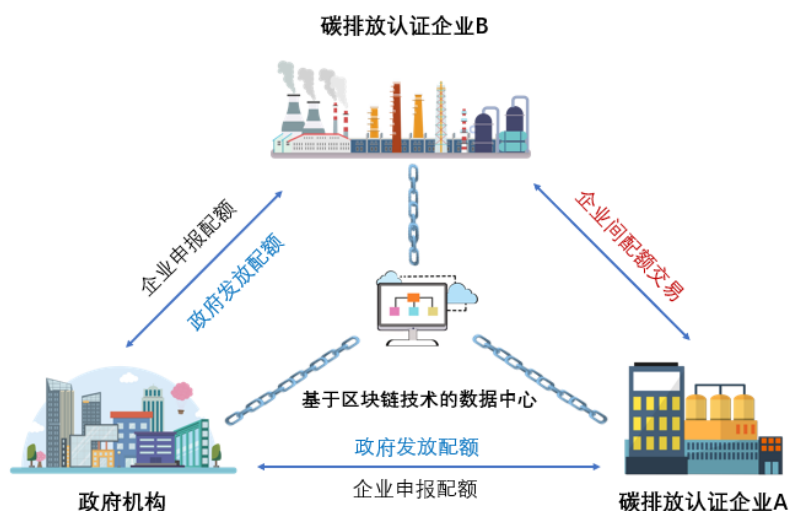 碳排放认证企业B
企业申报配额
政府发放配额
企业间配额交易
基于区块链技术的数据中心
政府发放配额
企业申报配额
政府机构
碳排放认证企业A